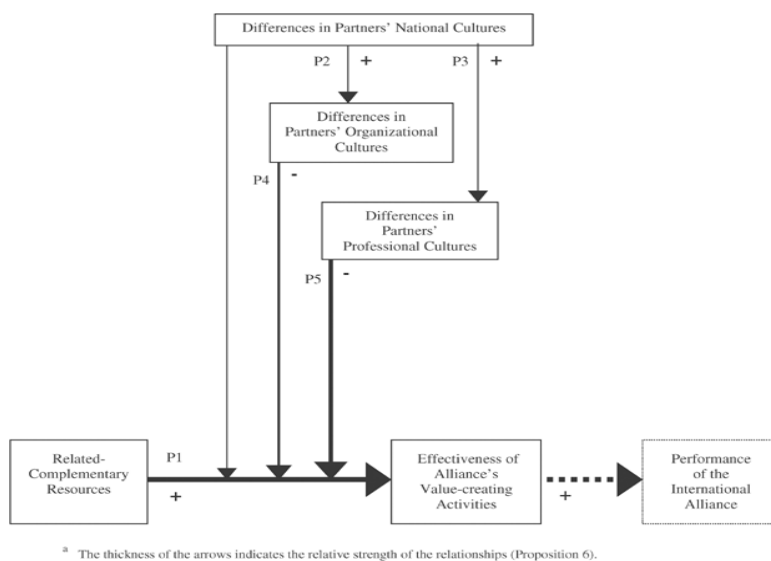 Differences in Partners' National Cultures
P2
+
P3
+
Differences in
Partners' Organizational
Cultures
P4
-
Differences in
Partners'
Professional Cultures
P5
-
Related-
Complementary
Resources
P1
+
Effectiveness of
Alliance's
Value-creating
Activities
+
Performance
of the
International
Alliance
a The thickness of the arrows indicates the relative strength of the relationships (Proposition 6).